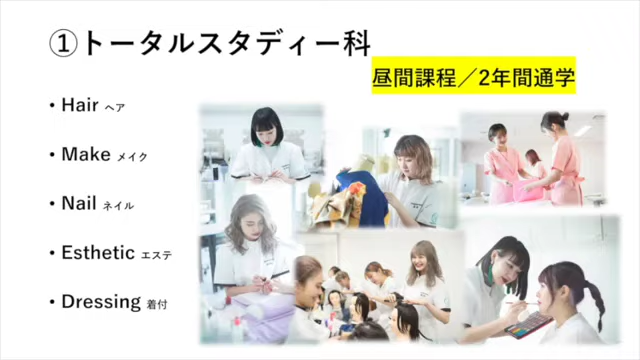 ①トータルスタディー科
昼間課程／2年間通学
• Hair ヘア
• Make メイク
• Nail ネイル
• Esthetic エステ
• Dressing 着付